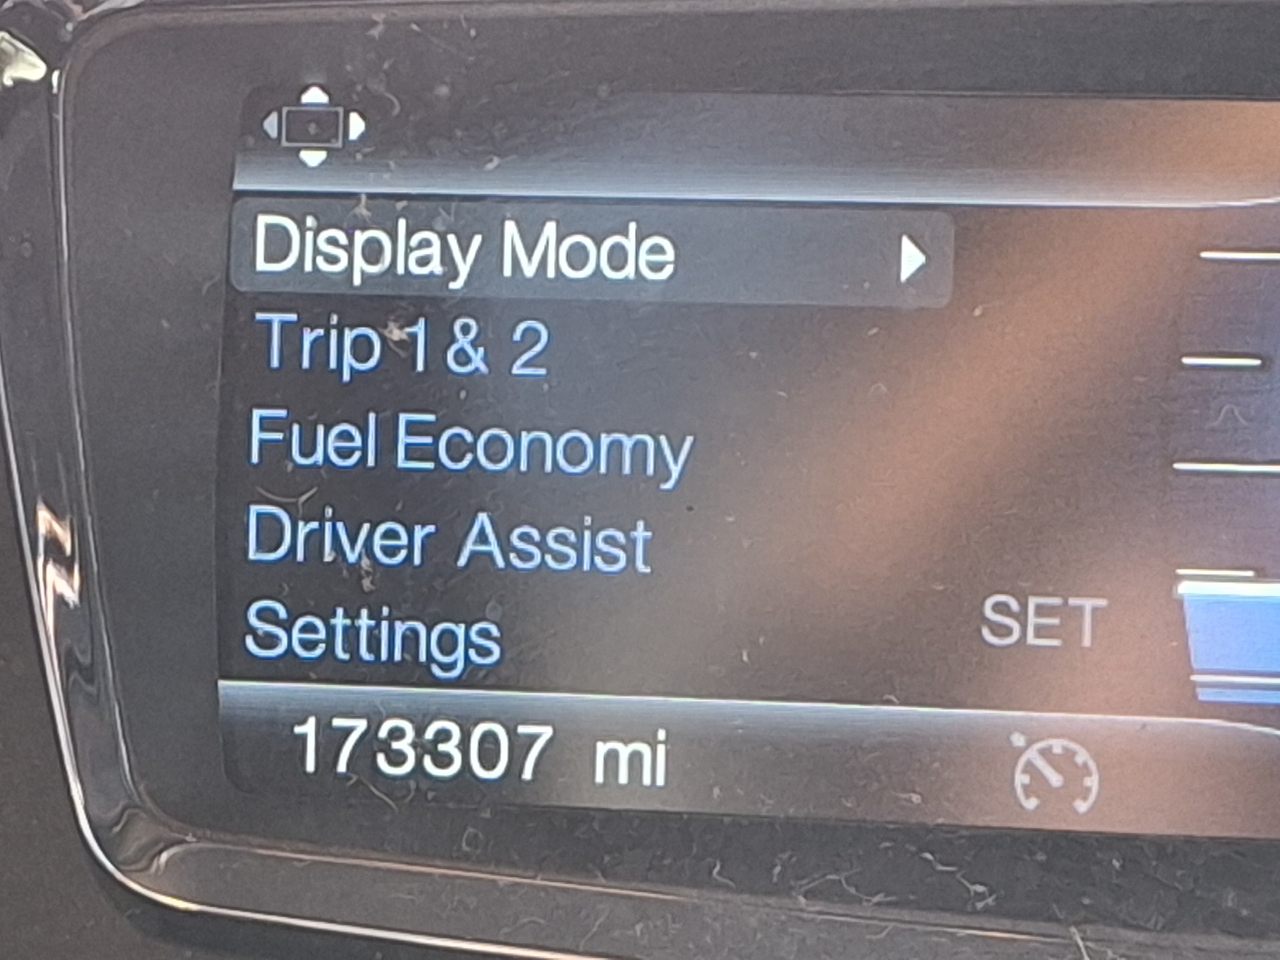 Display Mode
Trip 1 & 2
Fuel Economy
Driver Assist
Settings
SET
173307 mi